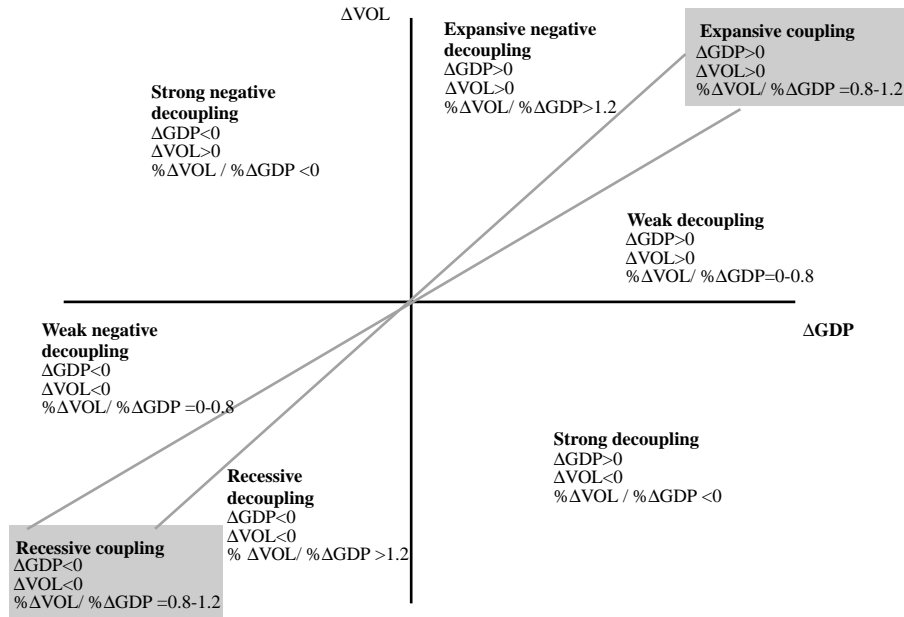 ΔVOL
Expansive negative
decoupling
ΔGDP>0
ΔVOL>0
%ΔVOL/ %ΔGDP>1.2
Expansive coupling
ΔGDP>0
ΔVOL>0
%ΔVOL/ %ΔGDP =0.8-1.2
Strong negative
decoupling
ΔGDP<0
ΔVOL>0
%ΔVOL / %ΔGDP <0
Weak decoupling
ΔGDP>0
ΔVOL>0
%ΔVOL/ %ΔGDP=0-0.8
ΔGDP
Weak negative
decoupling
ΔGDP<0
ΔVOL<0
%ΔVOL/ %ΔGDP =0-0.8
Strong decoupling
ΔGDP>0
ΔVOL<0
%ΔVOL / %ΔGDP <0
Recessive
decoupling
ΔGDP<0
ΔVOL<0
% ΔVOL/ %ΔGDP >1.2
Recessive coupling
ΔGDP<0
ΔVOL<0
%ΔVOL/ %ΔGDP =0.8-1.2